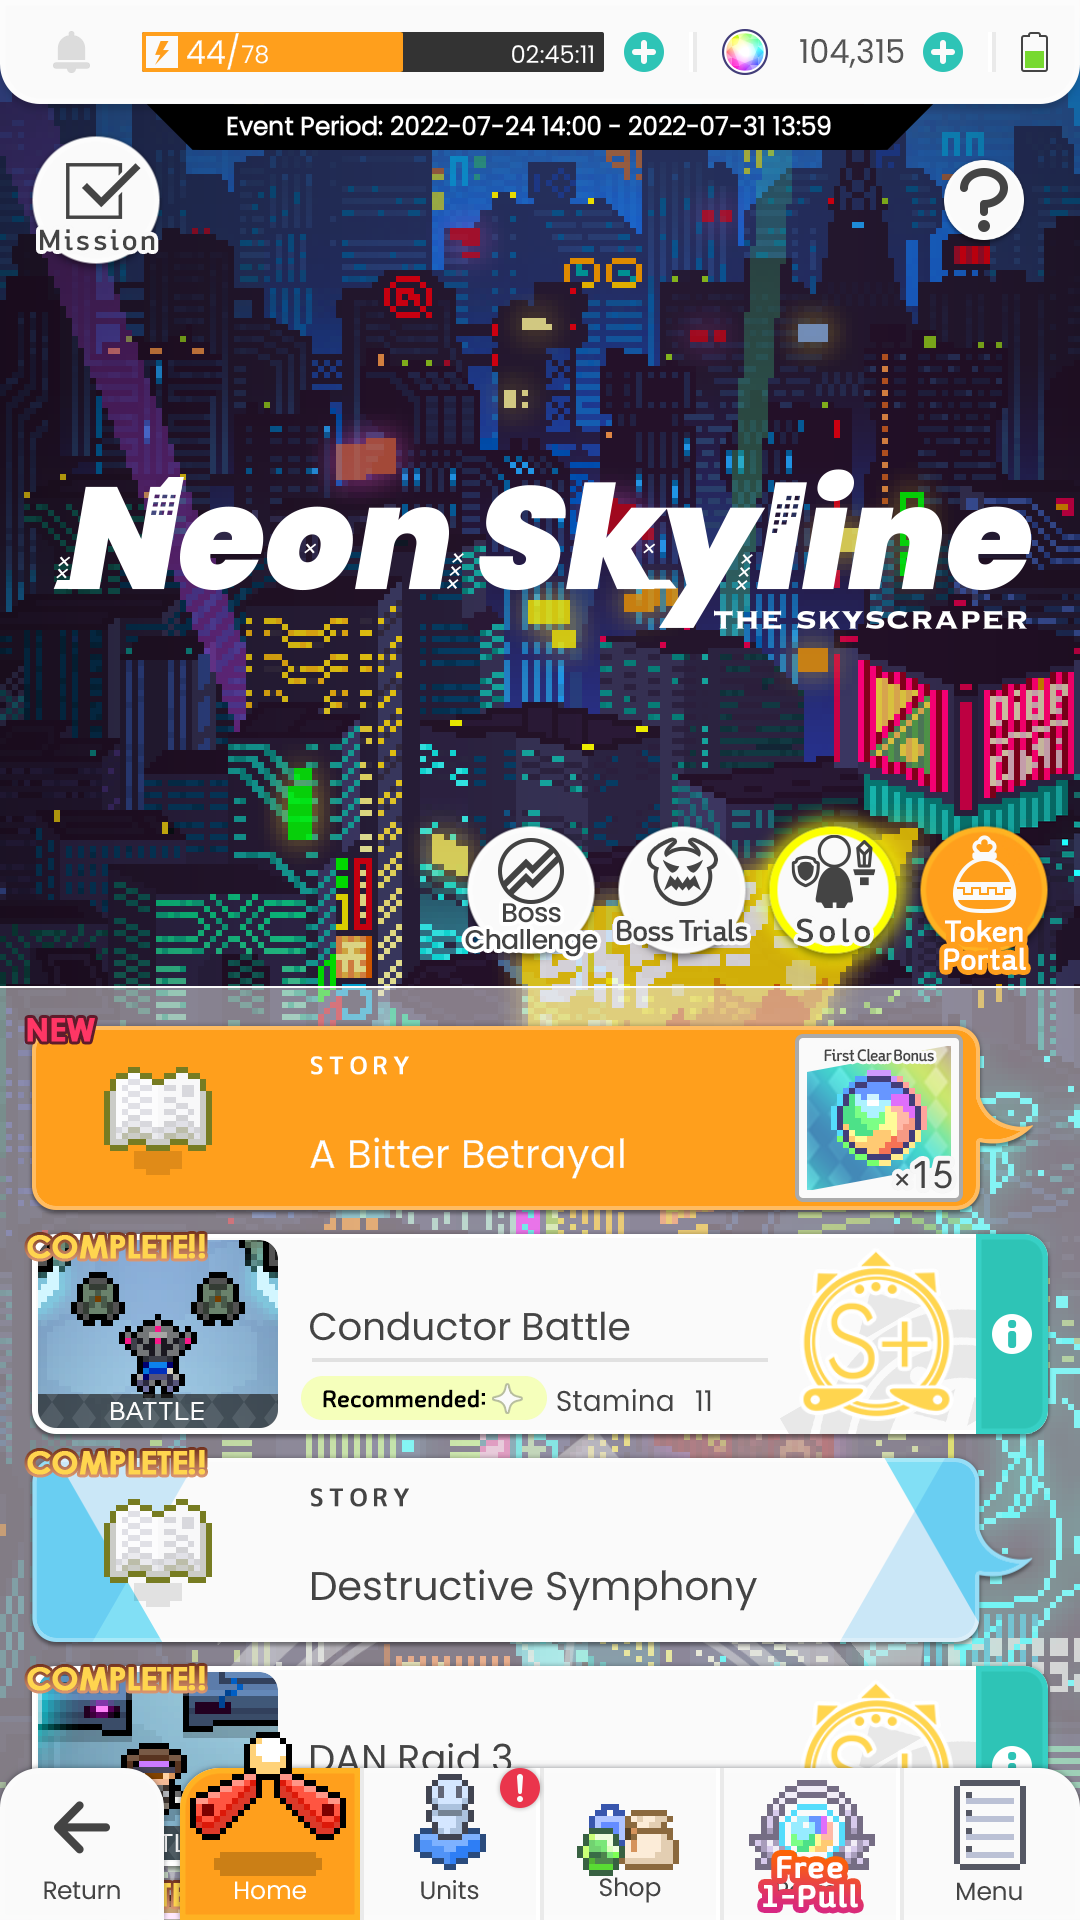 44/78
02:45:11
104,315
Event Period: 2022-07-24 14:00 - 2022-07-31 13:59
Mission
Neon Skyline
THE SKYSCRAPER
Boss Challenge
Boss Trials
Solo
Token Portal
NEW
STORY
First Clear Bonus
A Bitter Betrayal
×15
COMPLETE!!
Conductor Battle
S+
BATTLE
Recommended:
Stamina 11
COMPLETE!!
STORY
Destructive Symphony
COMPLETE!!
DAN Raid 3
S+
Return
Home
Units
Shop
Free
1-Pull
Menu